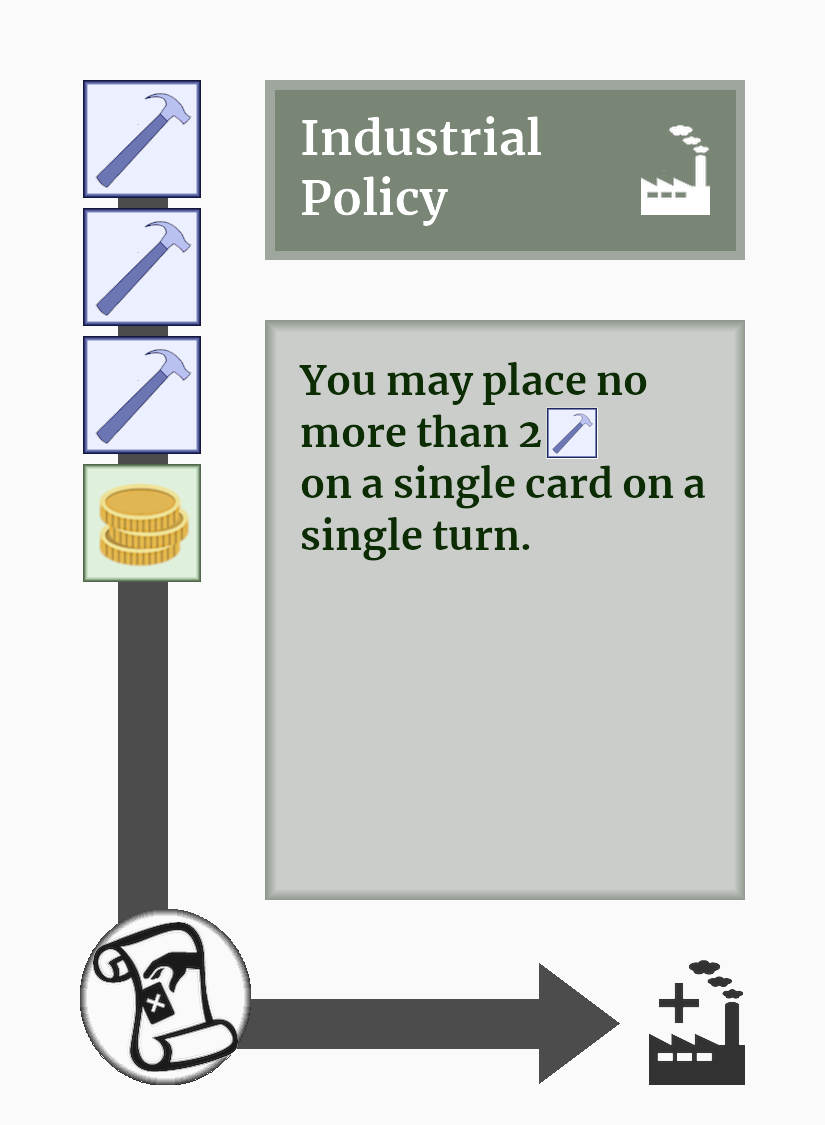 Industrial
Policy
You may place no
more than 2
on a single card on a
single turn.